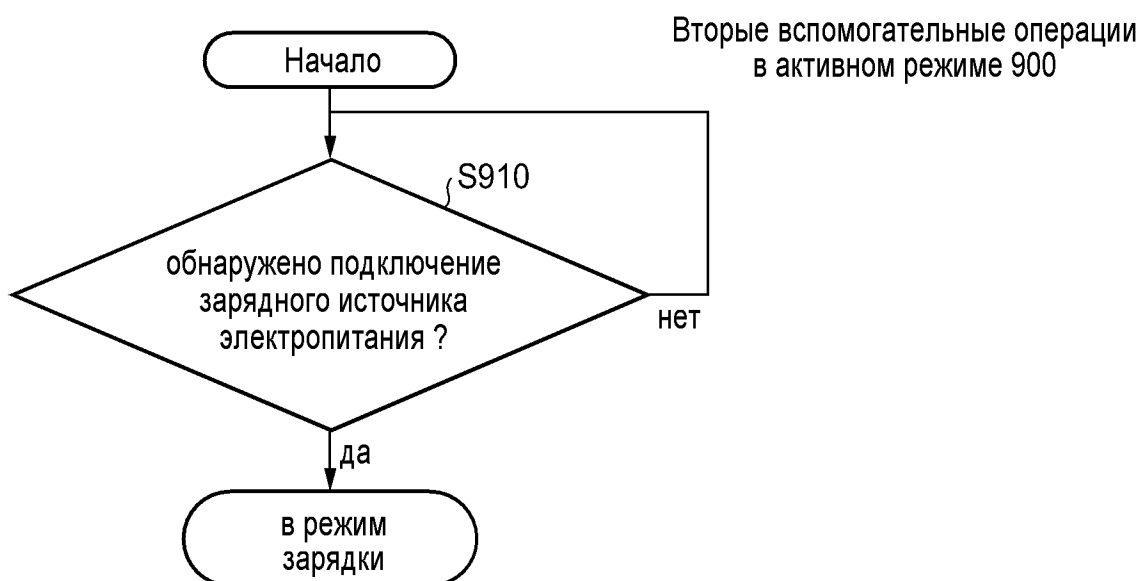 Вторые вспомогательные операции
в активном режиме 900
Начало
S910
обнаружено подключение
зарядного источника
электропитания ?
нет
да
в режим
зарядки